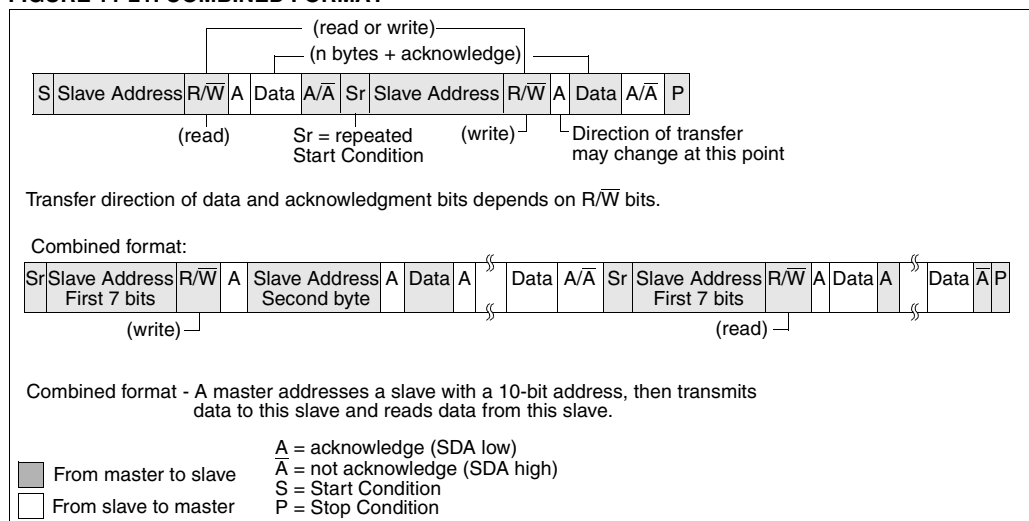 FIGURE COMBINED FORMAT
(read or write)
(n bytes + acknowledge)
S Slave Address R/W̅ A Data A/A̅ Sr Slave Address R/W̅ A Data A/A̅ P
(read) Sr = repeated (write) Direction of transfer
Start Condition may change at this point
Transfer direction of data and acknowledgment bits depends on R/W̅ bits.
Combined format:
Sr Slave Address R/W̅ A Slave Address A Data A Data A/A̅ Sr Slave Address R/W̅ A Data A Data A̅ P
First 7 bits Second byte First 7 bits
(write) (read)
Combined format - A master addresses a slave with a 10-bit address, then transmits
data to this slave and reads data from this slave.
From master to slave
From slave to master
A = acknowledge (SDA low)
A̅ = not acknowledge (SDA high)
S = Start Condition
P = Stop Condition